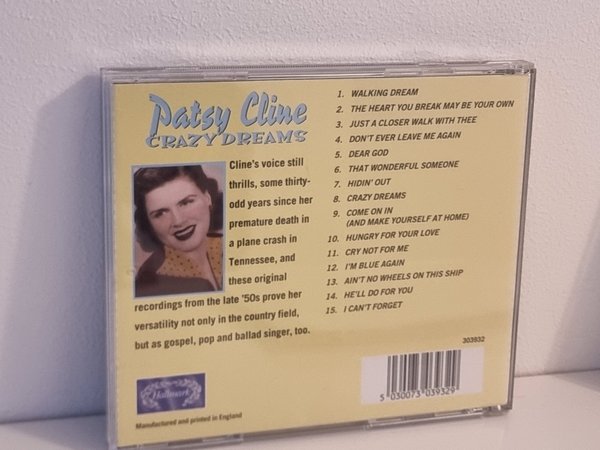 Patsy Cline
CRAZY DREAMS
Cline's voice still
thrills, some thirty-
odd years since her
premature death in
a plane crash in
Tennessee, and
these original
recordings from the late '50s prove her
versatility not only in the country field,
but as gospel, pop and ballad singer, too.
Hallmark
Manufactured and printed in England
1. WALKING DREAM
2. THE HEART YOU BREAK MAY BE YOUR OWN
3. JUST A CLOSER WALK WITH THEE
4. DON'T EVER LEAVE ME AGAIN
5. DEAR GOD
6. THAT WONDERFUL SOMEONE
7. HIDIN' OUT
8. CRAZY DREAMS
9. COME ON IN
(AND MAKE YOURSELF AT HOME)
10. HUNGRY FOR YOUR LOVE
11. CRY NOT FOR ME
12. I'M BLUE AGAIN
13. AIN'T NO WHEELS ON THIS SHIP
14. HE'LL DO FOR YOU
15. I CAN'T FORGET
303932
5 030073 039329